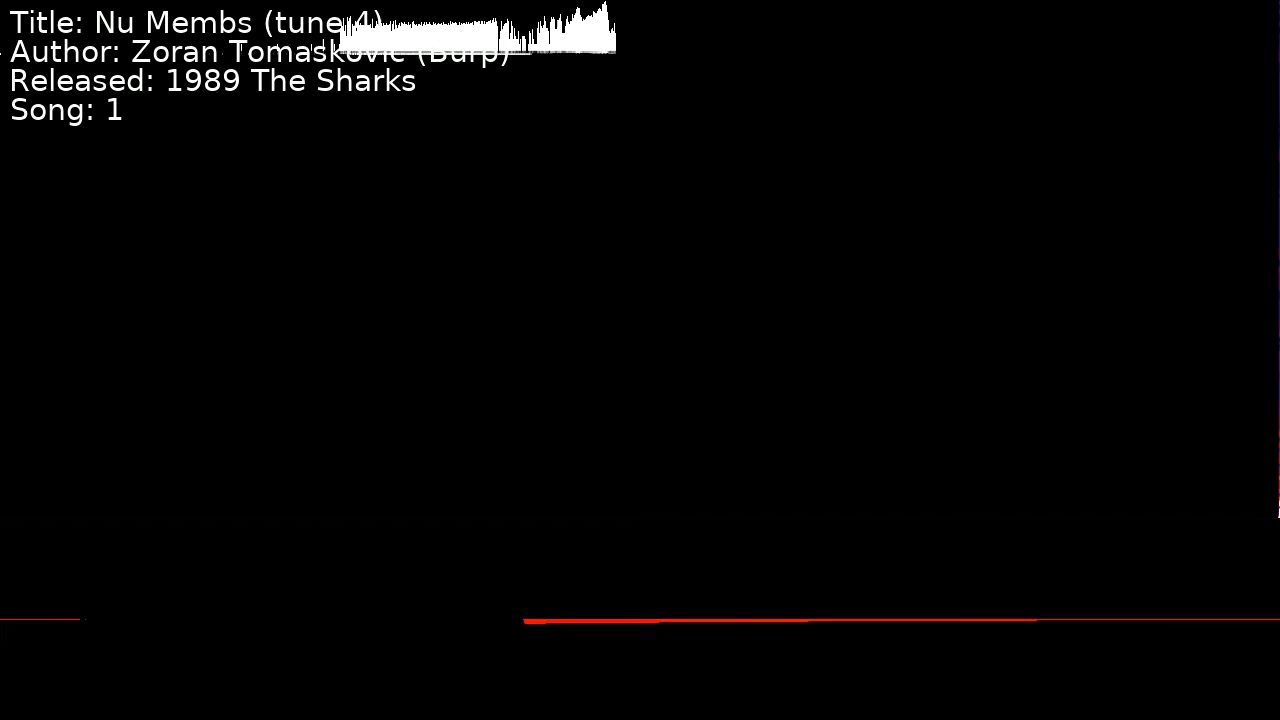 Title: Nu Membs (tune 4)
Author: Zoran Tomaskovic (Burp)
Released: 1989 The Sharks
Song: 1